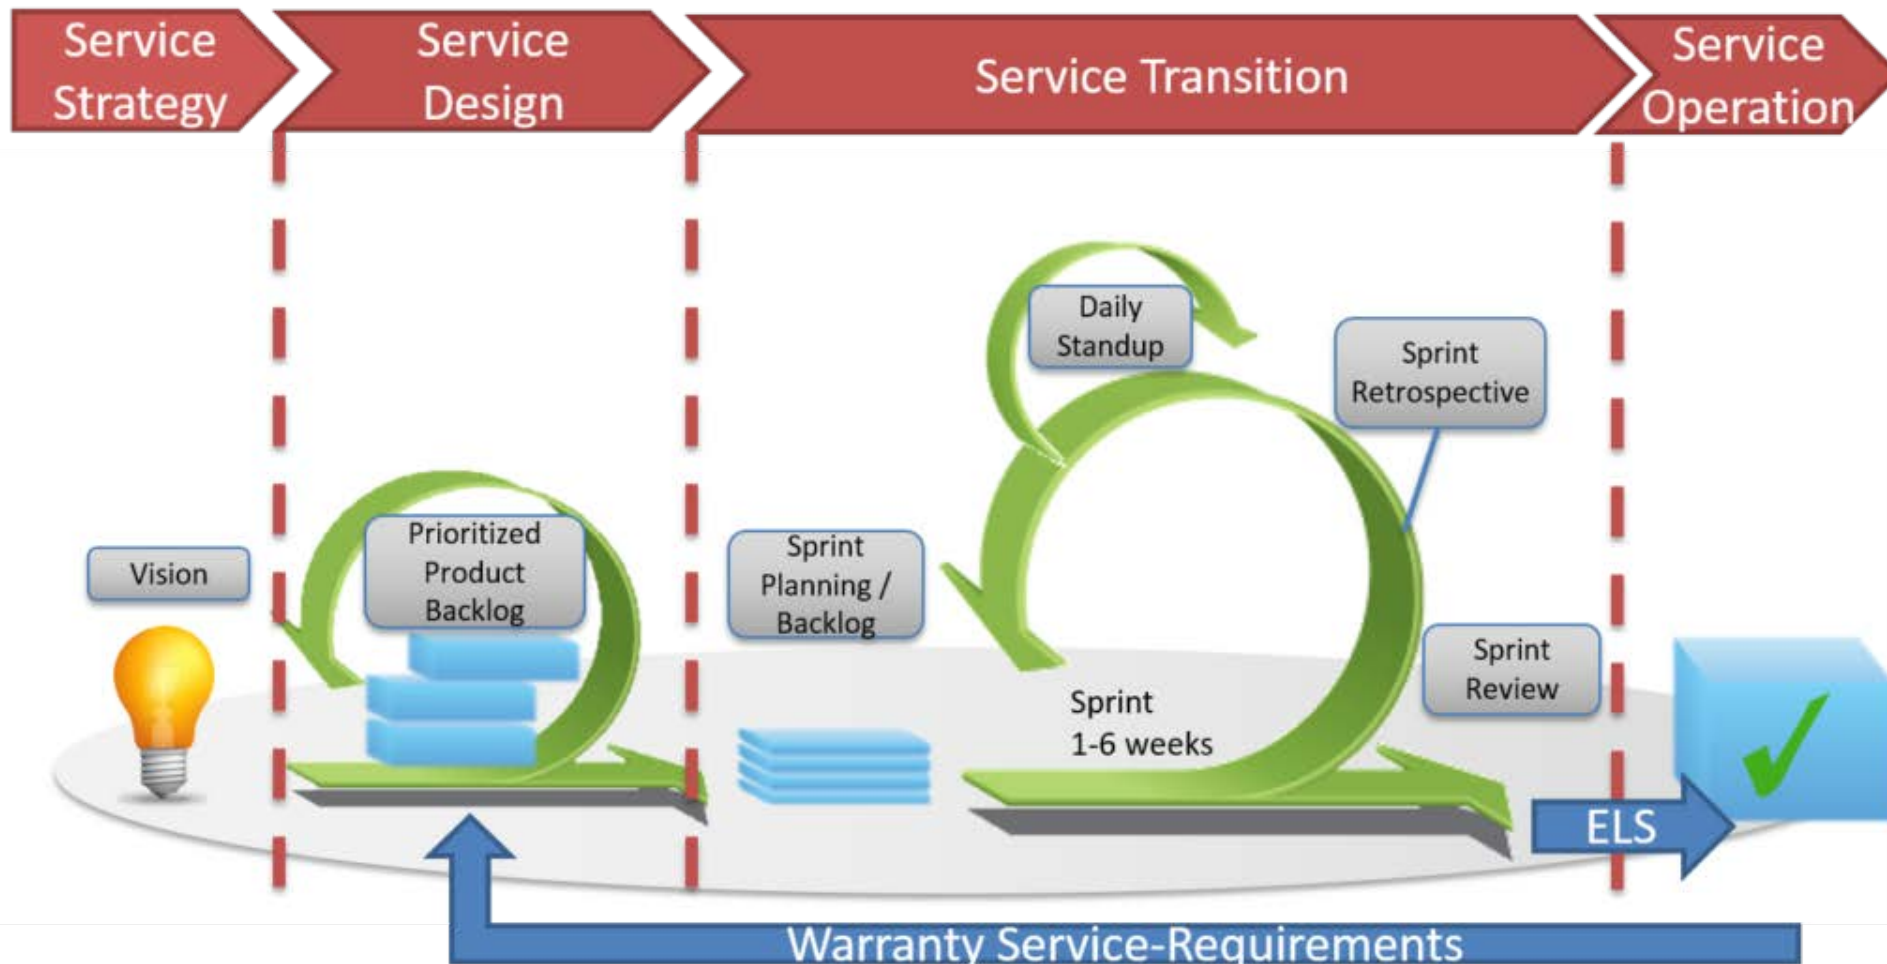 Service
Strategy
Service
Design
Service Transition
Service
Operation
Daily
Standup
Sprint
Retrospective
Prioritized
Product
Backlog
Vision
Sprint
Planning /
Backlog
Sprint
Review
Sprint
1-6 weeks
ELS
Warranty Service-Requirements